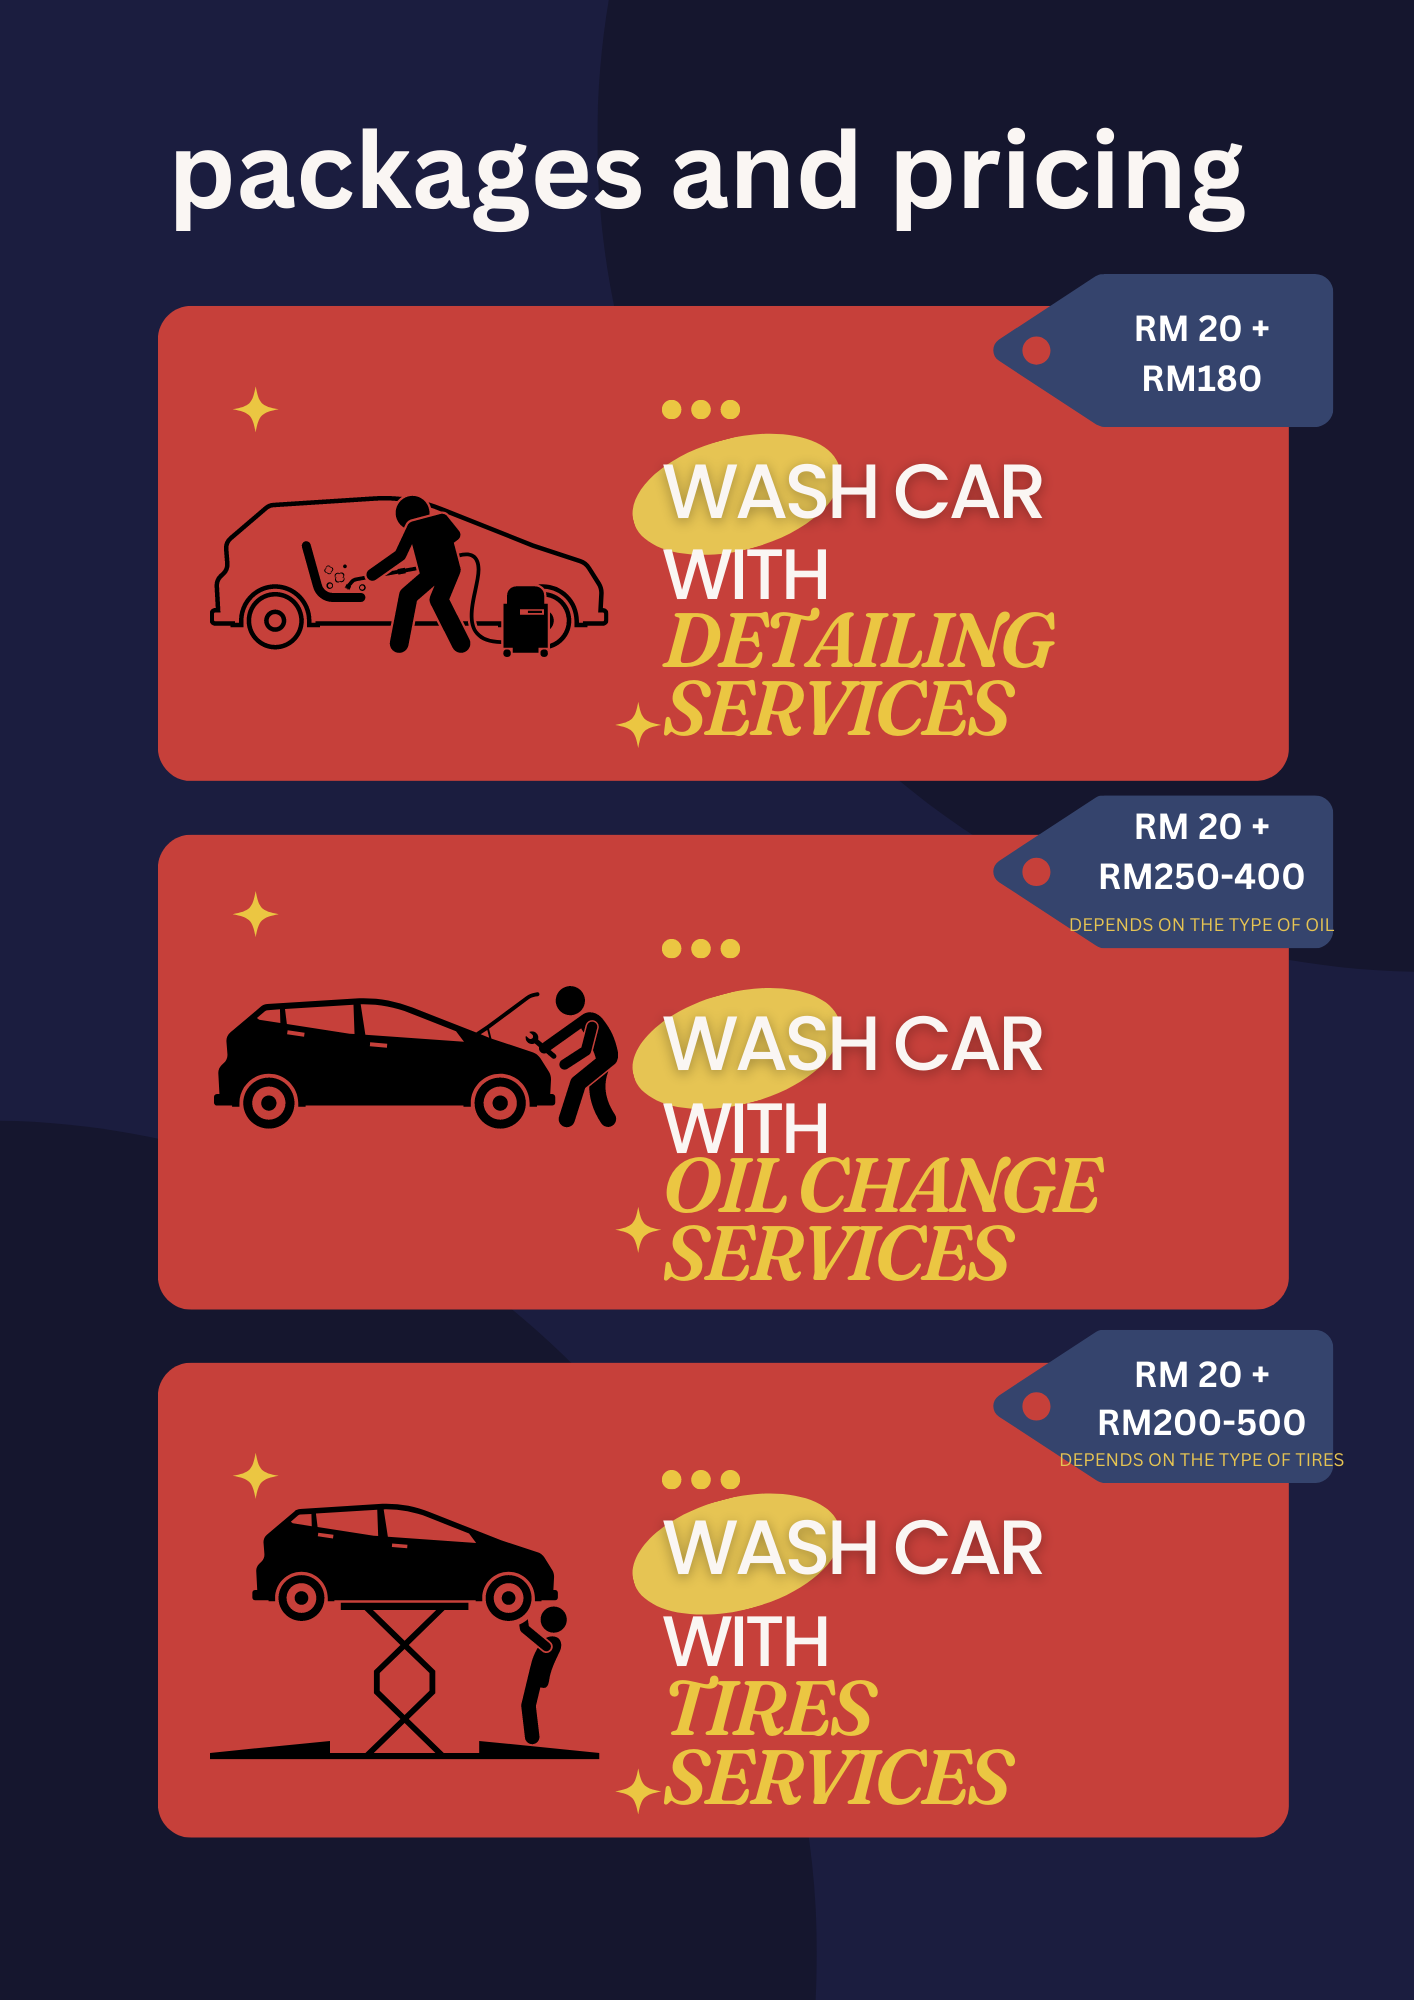 packages and pricing
RM 20 +
RM180
WASH CAR
WITH
DETAILING
SERVICES
RM 20 +
RM250-400
DEPENDS ON THE TYPE OF OIL
WASH CAR
WITH
OIL CHANGE
SERVICES
RM 20 +
RM200-500
DEPENDS ON THE TYPE OF TIRES
WASH CAR
WITH
TIRES
SERVICES